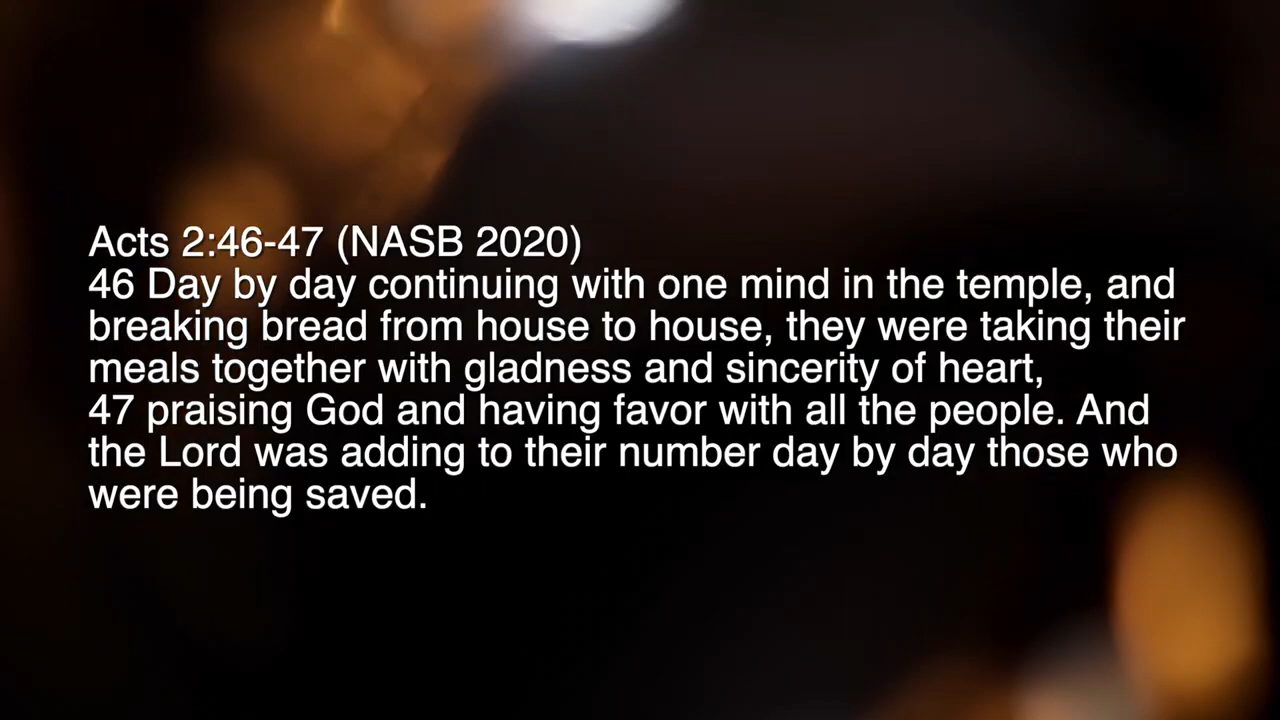 Acts 2:46-47 (NASB 2020)
46 Day by day continuing with one mind in the temple, and
breaking bread from house to house, they were taking their
meals together with gladness and sincerity of heart,
47 praising God and having favor with all the people. And
the Lord was adding to their number day by day those who
were being saved.